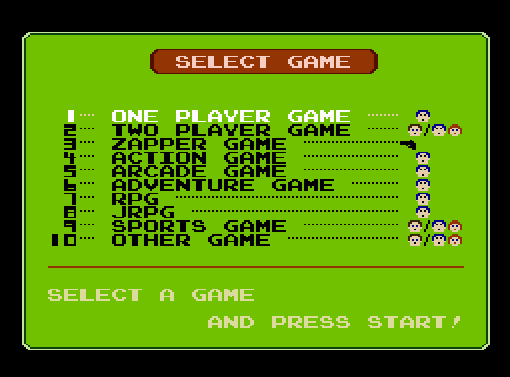 SELECT GAME
1 ONE PLAYER GAME
2 TWO PLAYER GAME /
3 ZAPPER GAME
4 ACTION GAME
5 ARCADE GAME
6 ADVENTURE GAME
7 RPG
8 JRPG
9 SPORTS GAME /
10 OTHER GAME /
SELECT A GAME
AND PRESS START!